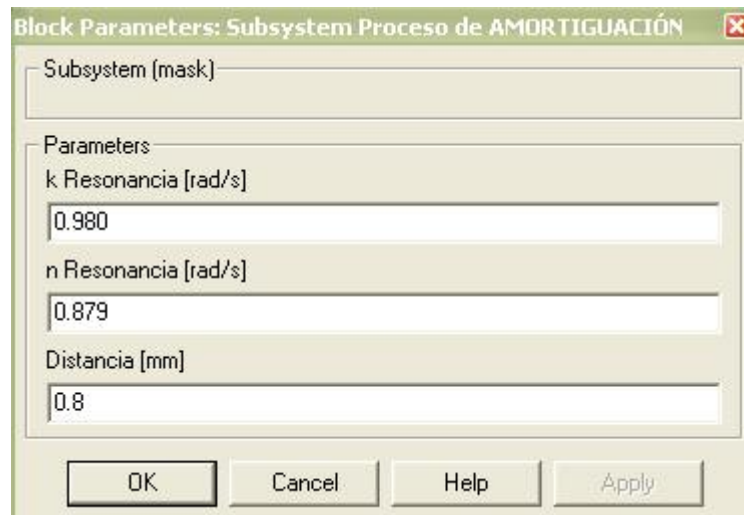 Block Parameters: Subsystem Proceso de AMORTIGUACIÓN
Subsystem (mask)
Parameters
k Resonancia [rad/s]
0.980
n Resonancia [rad/s]
0.879
Distancia [mm]
0.8
OK Cancel Help Apply